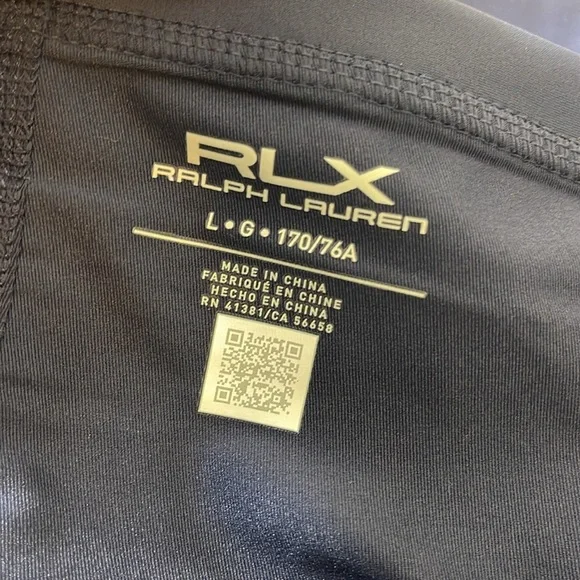 RLX
RALPH LAUREN
L • G • 170/76A
MADE IN CHINA
FABRIQUÉ EN CHINE
HECHO EN CHINA
RN 41381/CA 56658